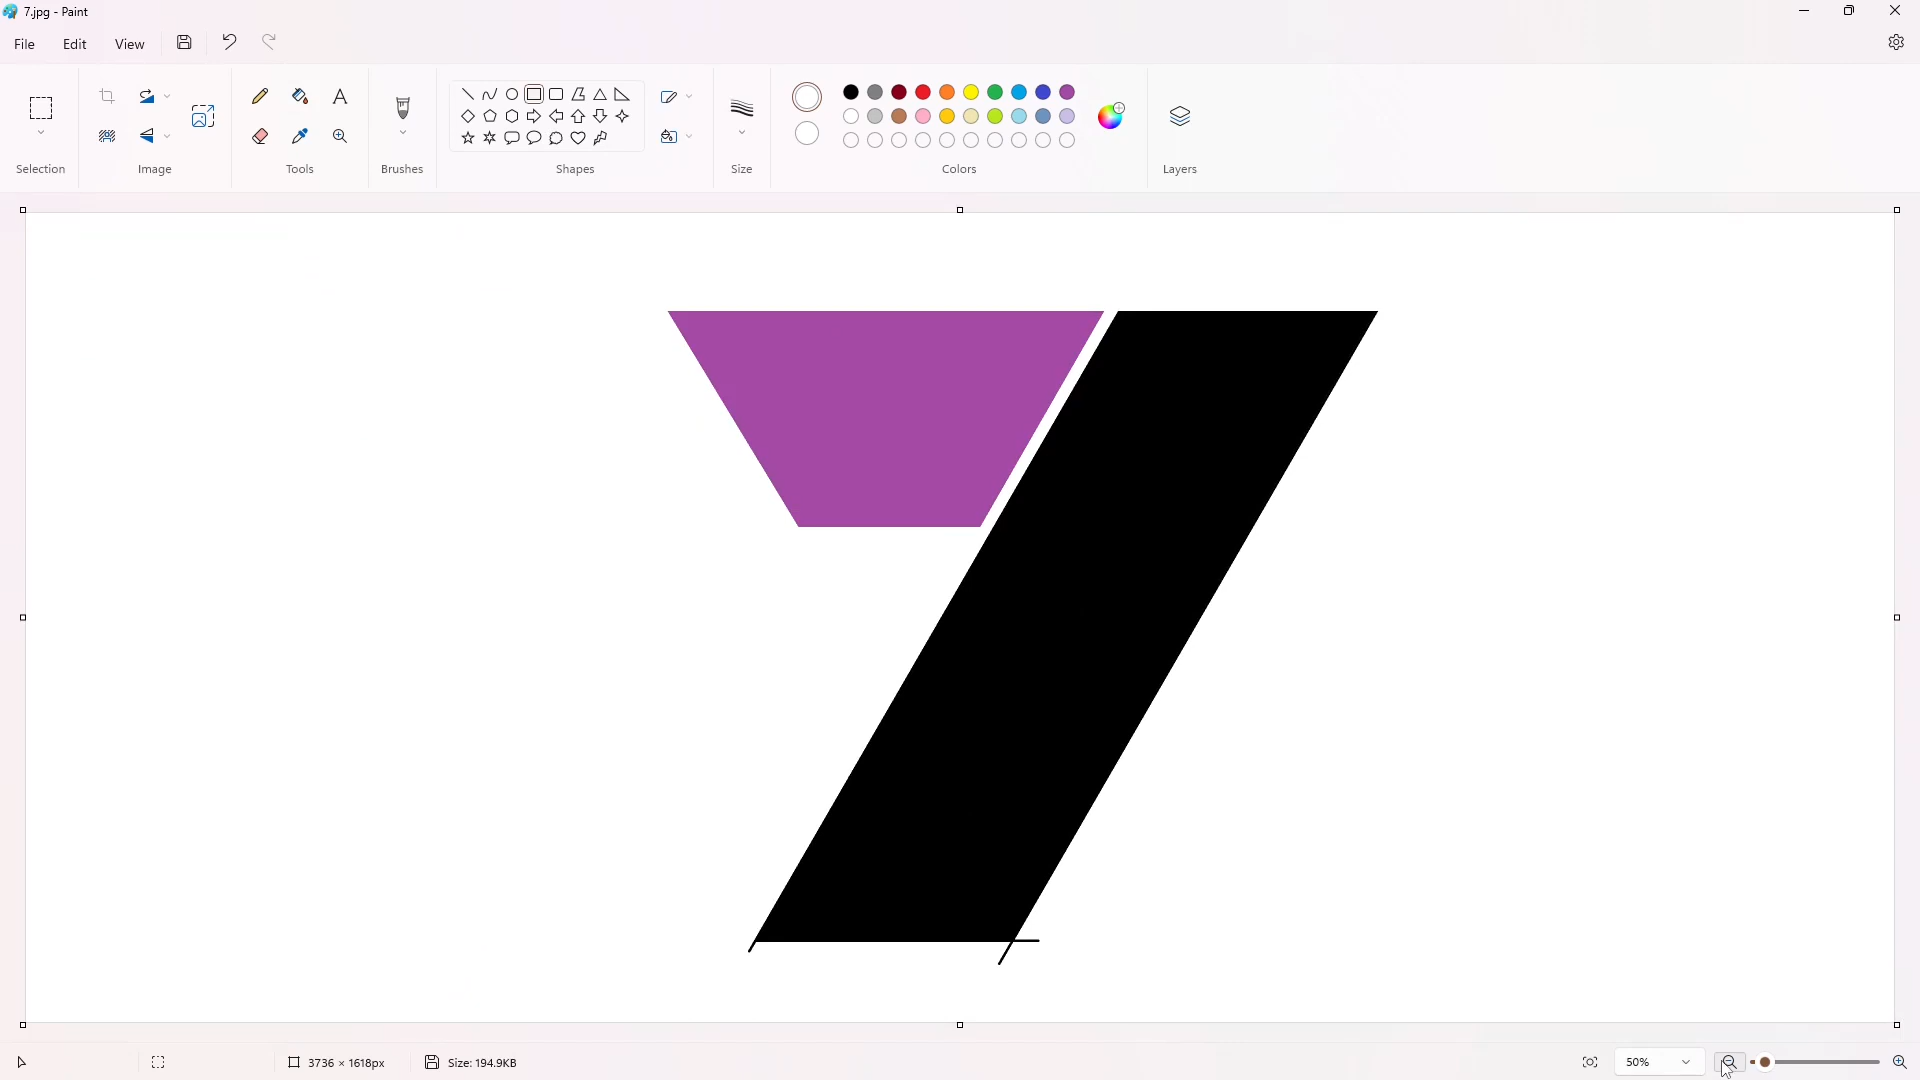 7.jpg - Paint
File Edit View
Selection Image Tools Brushes Shapes Size Colors Layers
7
3736 × 1618px Size: 194.9KB 50%